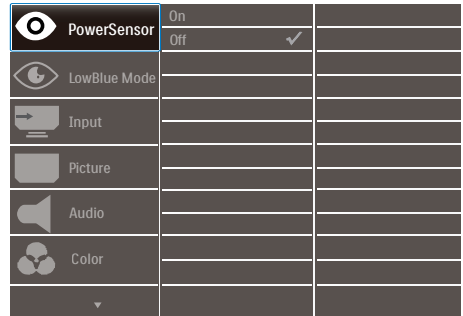 PowerSensor
On
Off
LowBlue Mode
Input
Picture
Audio
Color